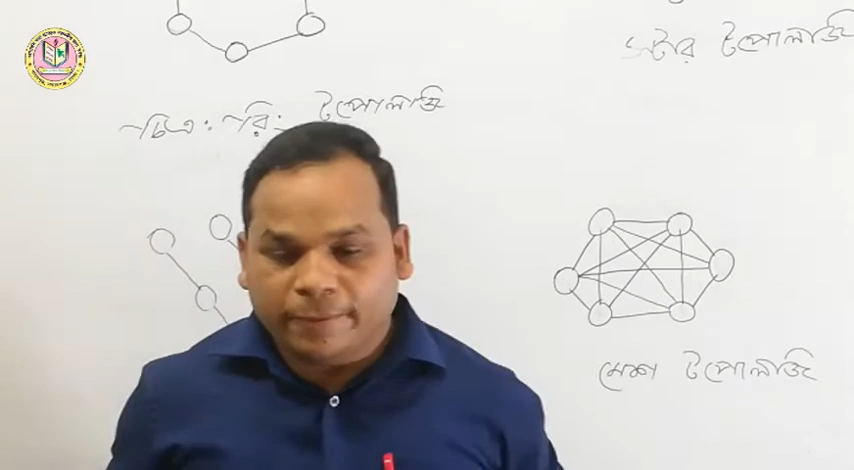 স্টার টপোলজি
চিত্র: রিং টপোলজি
মেশ টপোলজি